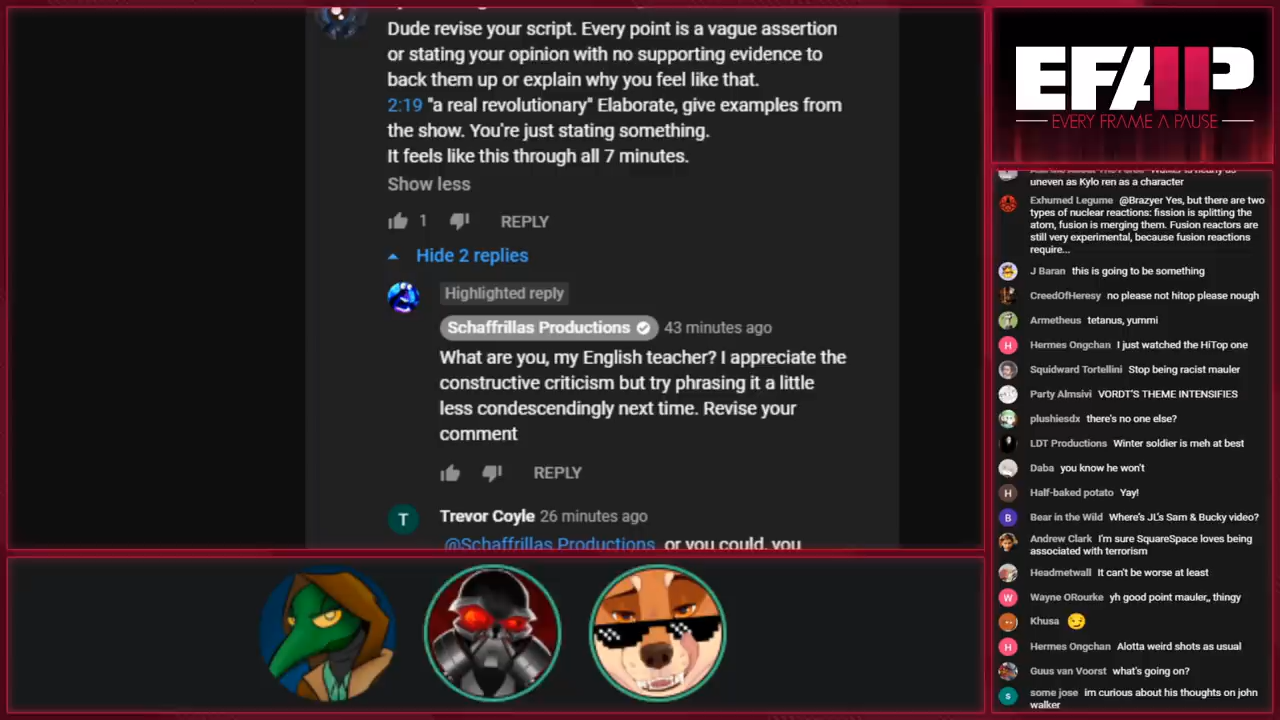 Dude revise your script. Every point is a vague assertion
or stating your opinion with no supporting evidence to
back them up or explain why you feel like that.
2:19 "a real revolutionary" Elaborate, give examples from
the show. You're just stating something.
It feels like this through all 7 minutes.
Show less
1 REPLY
Hide 2 replies
Highlighted reply
Schaffrillas Productions 43 minutes ago
What are you, my English teacher? I appreciate the
constructive criticism but try phrasing it a little
less condescendingly next time. Revise your
comment
REPLY
T Trevor Coyle 26 minutes ago
@Schaffrillas Productions or you could, you
EFAP
EVERY FRAME A PAUSE
uneven as Kylo ren as a character
Exhumed Legume @Brazyer Yes, but there are two
types of nuclear reactions: fission is splitting the
atom, fusion is merging them. Fusion reactors are
still very experimental, because fusion reactions
require...
J Baran this is going to be something
CreedOfHeresy no please not hitop please nough
Armetheus tetanus, yummi
H Hermes Ongchan I just watched the HiTop one
Squidward Tortellini Stop being racist mauler
Party Almsivi VORDT'S THEME INTENSIFIES
plushiesdx there's no one else?
LDT Productions Winter soldier is meh at best
Daba you know he won't
H Half-baked potato Yay!
B Bear in the Wild Where's JL's Sam & Bucky video?
Andrew Clark I'm sure SquareSpace loves being
associated with terrorism
Headmetwall It can't be worse at least
W Wayne ORourke yh good point mauler,, thingy
Khusa 😏
H Hermes Ongchan Alotta weird shots as usual
Guus van Voorst what's going on?
s some jose im curious about his thoughts on john
walker